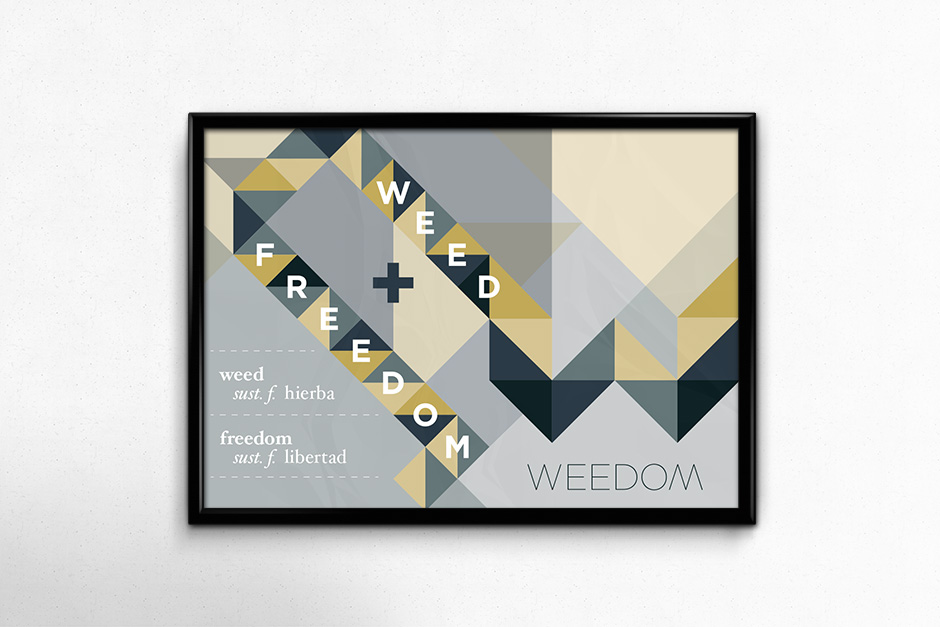 WEED
+
FREEDOM
weed
sust. f. hierba
freedom
sust. f. libertad
WEEDOM